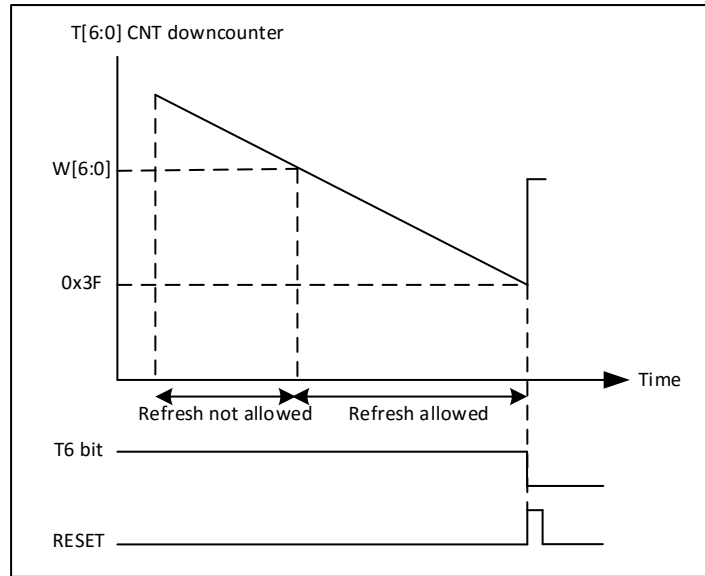 T[6:0] CNT downcounter
W[6:0]
0x3F
Time
Refresh not allowed
Refresh allowed
T6 bit
RESET